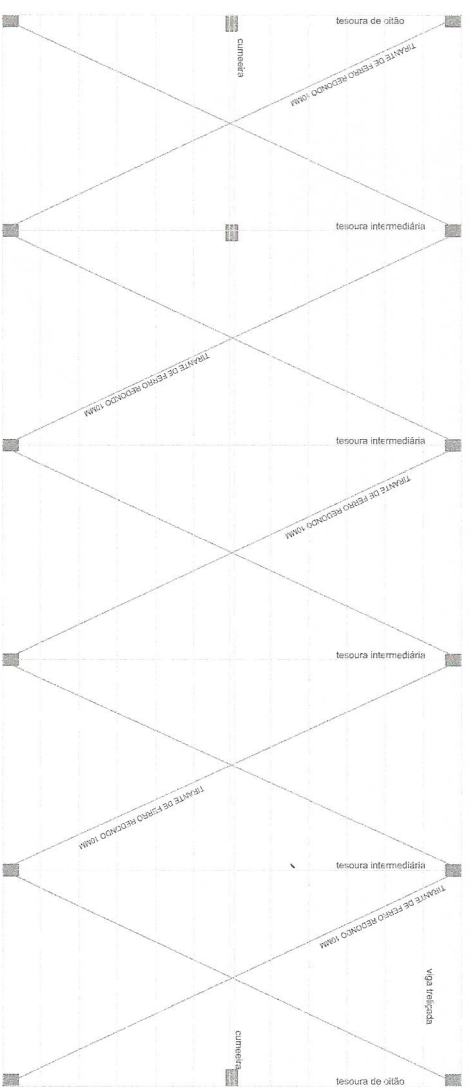 tesoura de oitão
cumeeira
TIRANTE DE FERRO REDONDO 10MM
tesoura intermediária
TIRANTE DE FERRO REDONDO 10MM
tesoura intermediária
TIRANTE DE FERRO REDONDO 10MM
tesoura intermediária
TIRANTE DE FERRO REDONDO 10MM
tesoura intermediária
TIRANTE DE FERRO REDONDO 10MM
viga treliçada
cumeeira
tesoura de oitão